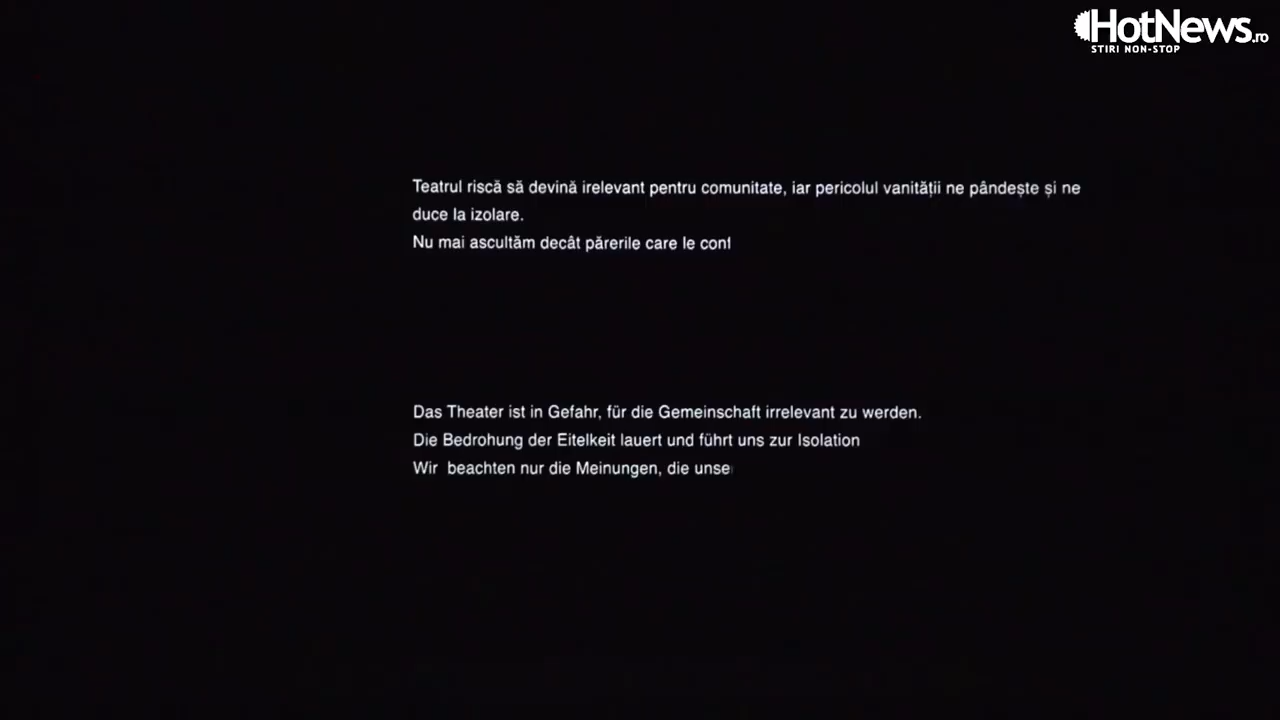 HotNews.ro
STIRI NON-STOP
Teatrul riscă să devină irelevant pentru comunitate, iar pericolul vanității ne pândește și ne
duce la izolare.
Nu mai ascultăm decât părerile care le conf
Das Theater ist in Gefahr, für die Gemeinschaft irrelevant zu werden.
Die Bedrohung der Eitelkeit lauert und führt uns zur Isolation
Wir beachten nur die Meinungen, die unse